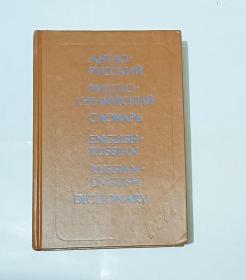 АНГЛО-
РУССКИЙ
РУССКО-
АНГЛИЙСКИЙ
СЛОВАРЬ
ENGLISH-
RUSSIAN
RUSSIAN-
ENGLISH
DICTIONARY